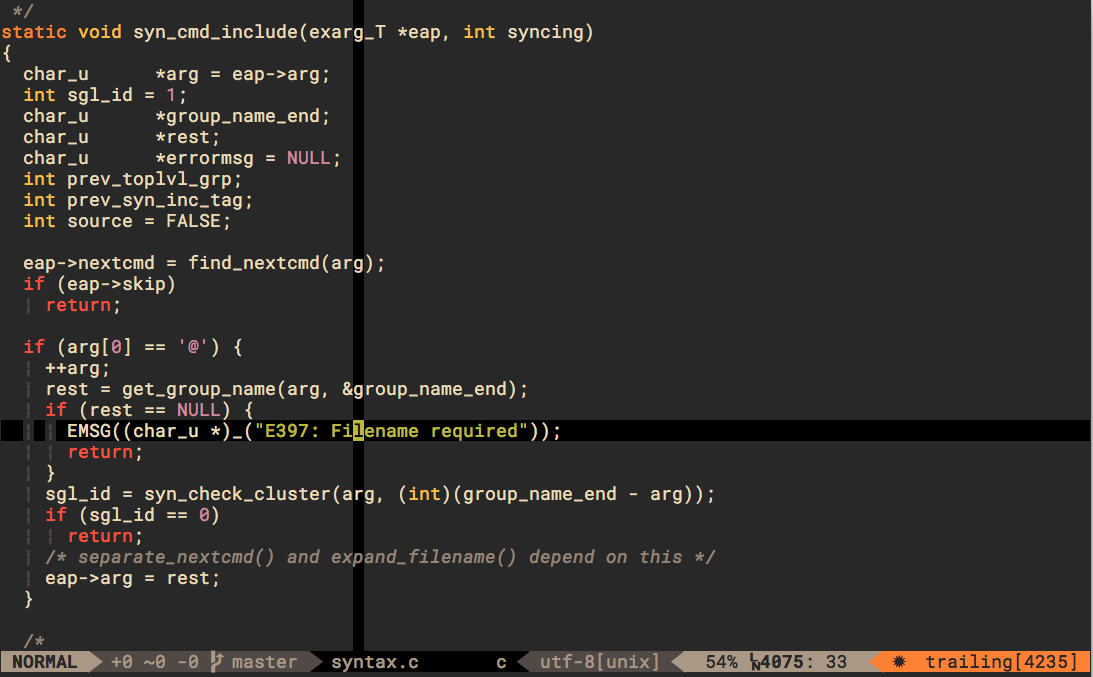 */
static void syn_cmd_include(exarg_T *eap, int syncing)
{
  char_u      *arg = eap->arg;
  int sgl_id = 1;
  char_u      *group_name_end;
  char_u      *rest;
  char_u      *errormsg = NULL;
  int prev_toplvl_grp;
  int prev_syn_inc_tag;
  int source = FALSE;

  eap->nextcmd = find_nextcmd(arg);
  if (eap->skip)
    return;

  if (arg[0] == '@') {
    ++arg;
    rest = get_group_name(arg, &group_name_end);
    if (rest == NULL) {
      EMSG((char_u *)_("E397: Filename required"));
      return;
    }
    sgl_id = syn_check_cluster(arg, (int)(group_name_end - arg));
    if (sgl_id == 0)
      return;
    /* separate_nextcmd() and expand_filename() depend on this */
    eap->arg = rest;
  }

  /*
NORMAL +0 ~0 -0 master syntax.c c utf-8[unix] 54% LN 4075: 33 ✹ trailing[4235]